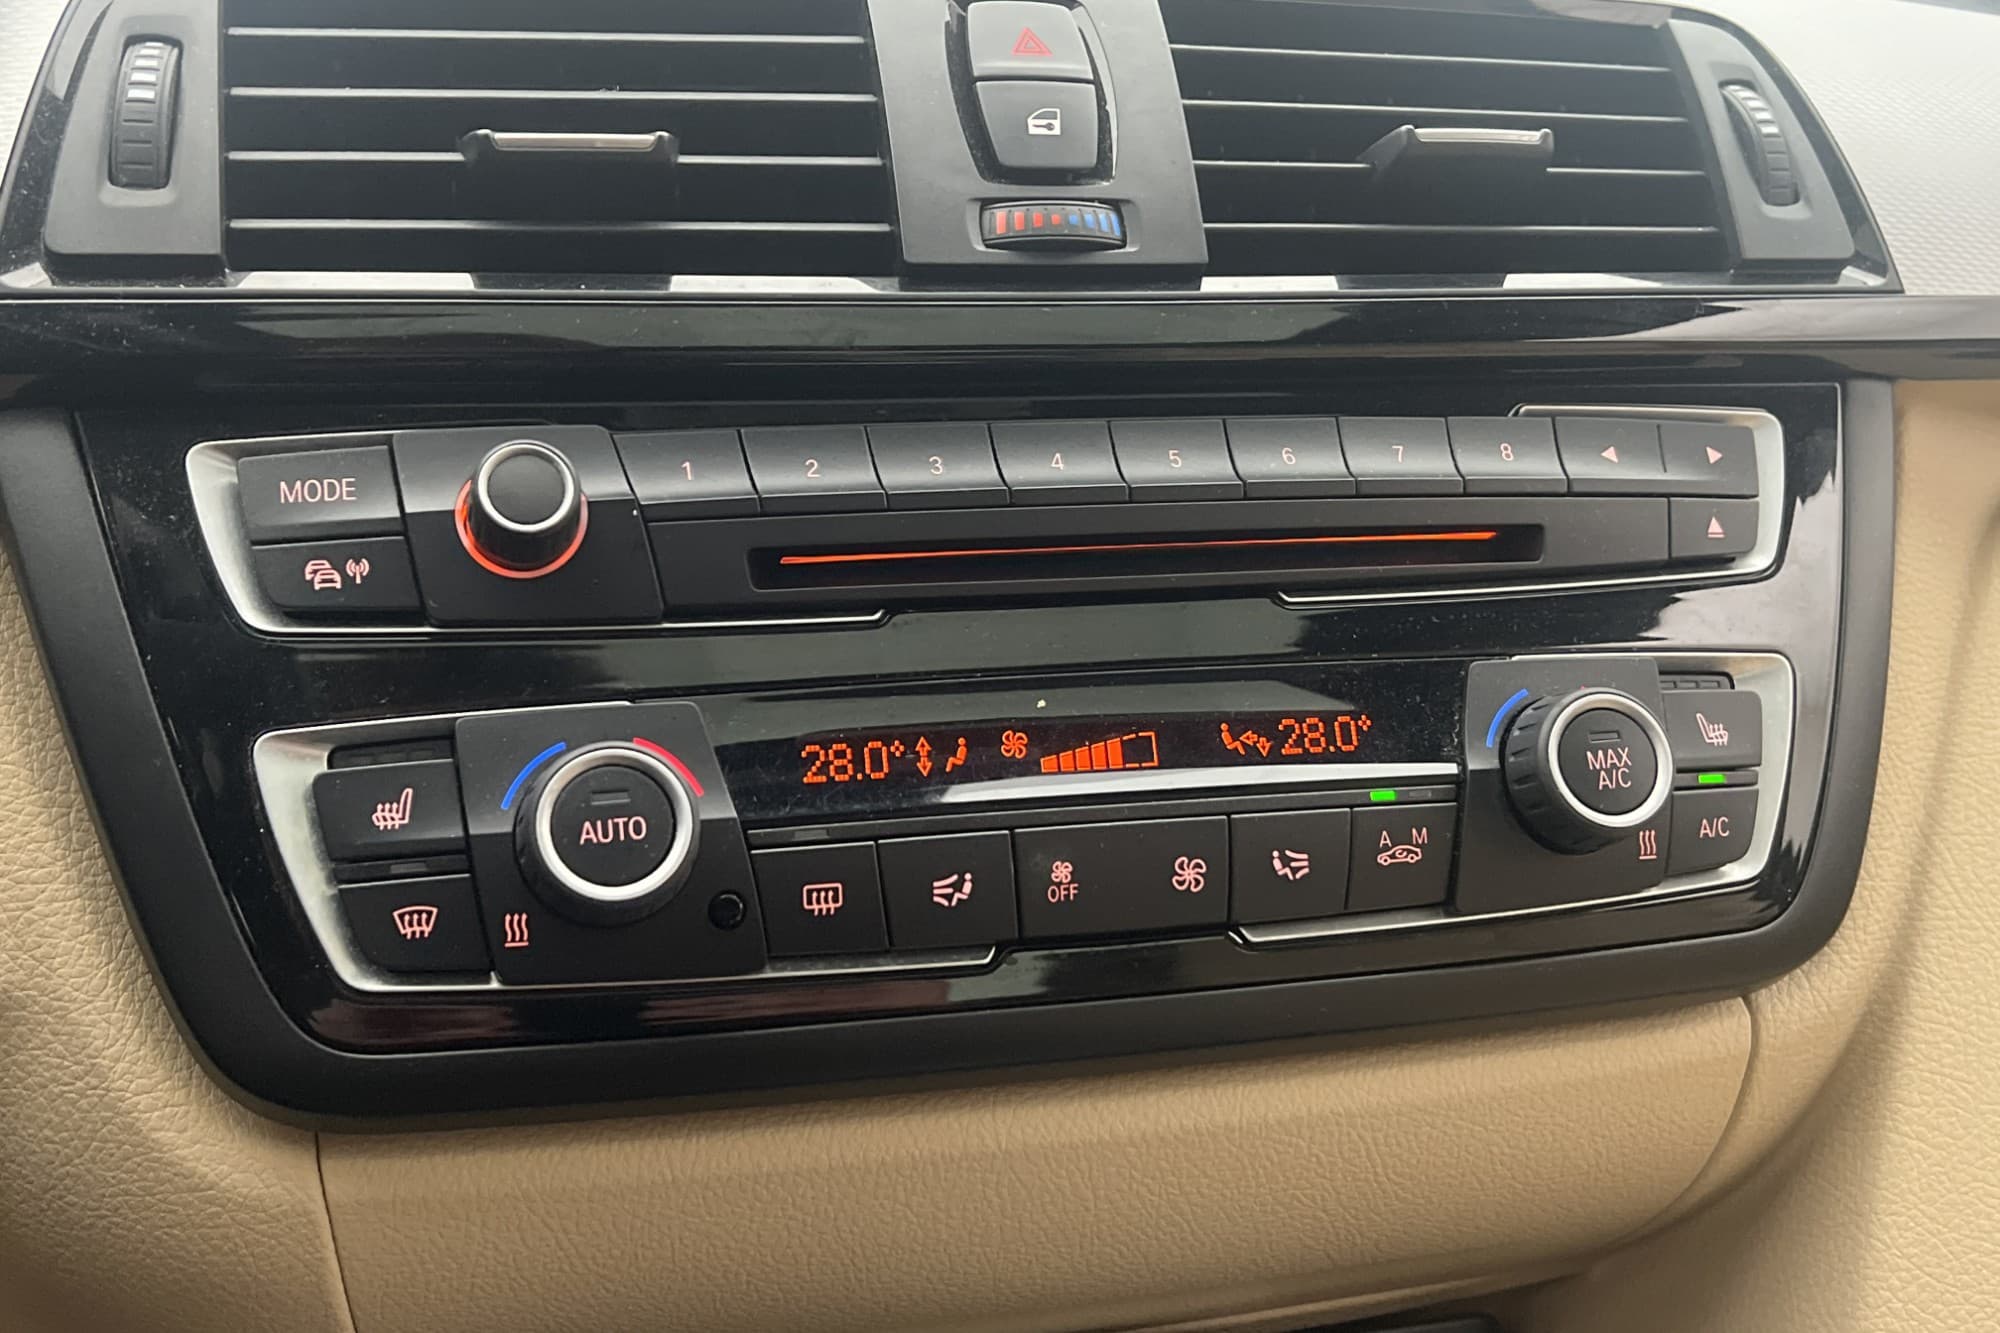 MODE
1 2 3 4 5 6 7 8
28.0° 28.0°
MAX
A/C
AUTO
OFF
A M
A/C